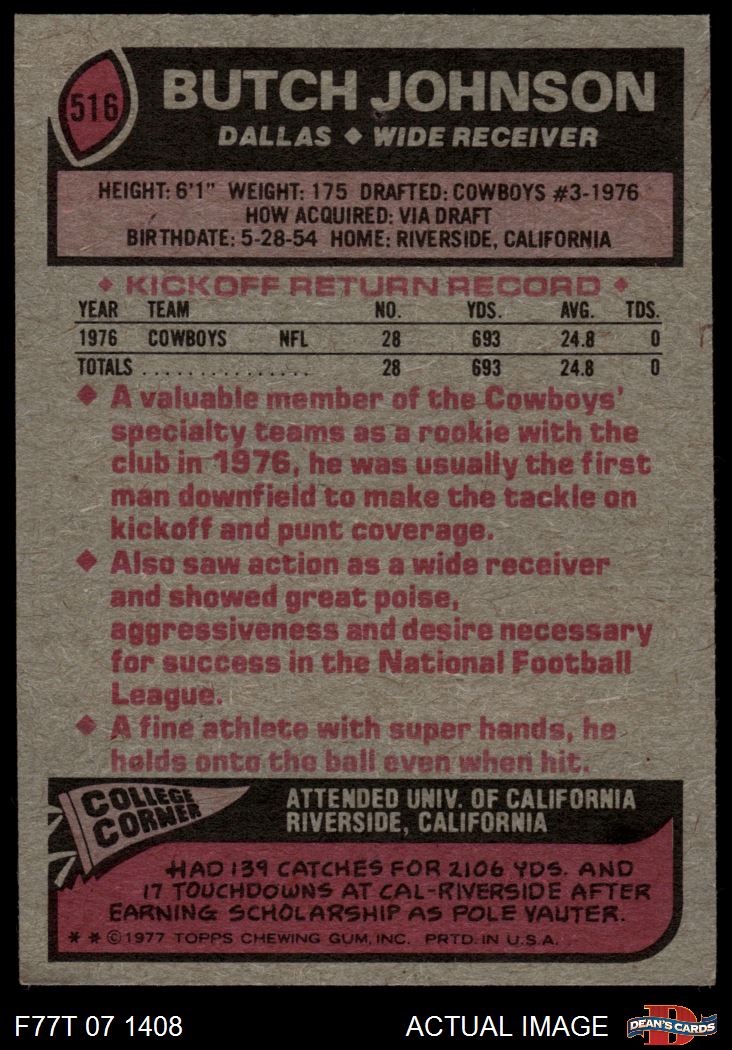 516
BUTCH JOHNSON
DALLAS ◆ WIDE RECEIVER
HEIGHT: 6'1" WEIGHT: 175 DRAFTED: COWBOYS #3-1976
HOW ACQUIRED: VIA DRAFT
BIRTHDATE: 5-28-54 HOME: RIVERSIDE, CALIFORNIA
◆ KICKOFF RETURN RECORD ◆
YEAR TEAM NO. YDS. AVG. TDS.
1976 COWBOYS NFL 28 693 24.8 0
TOTALS . . . . . . . . . . . . . . . 28 693 24.8 0
◆ A valuable member of the Cowboys'
specialty teams as a rookie with the
club in 1976, he was usually the first
man downfield to make the tackle on
kickoff and punt coverage.
◆ Also saw action as a wide receiver
and showed great poise,
aggressiveness and desire necessary
for success in the National Football
League.
◆ A fine athlete with super hands, he
holds onto the ball even when hit.
COLLEGE
CORNER
ATTENDED UNIV. OF CALIFORNIA
RIVERSIDE, CALIFORNIA
HAD 139 CATCHES FOR 2106 YDS. AND
17 TOUCHDOWNS AT CAL-RIVERSIDE AFTER
EARNING SCHOLARSHIP AS POLE VAUTER.
* * © 1977 TOPPS CHEWING GUM, INC. PRTD. IN U.S.A.
F77T 07 1408
ACTUAL IMAGE
D
DEAN'S CARDS